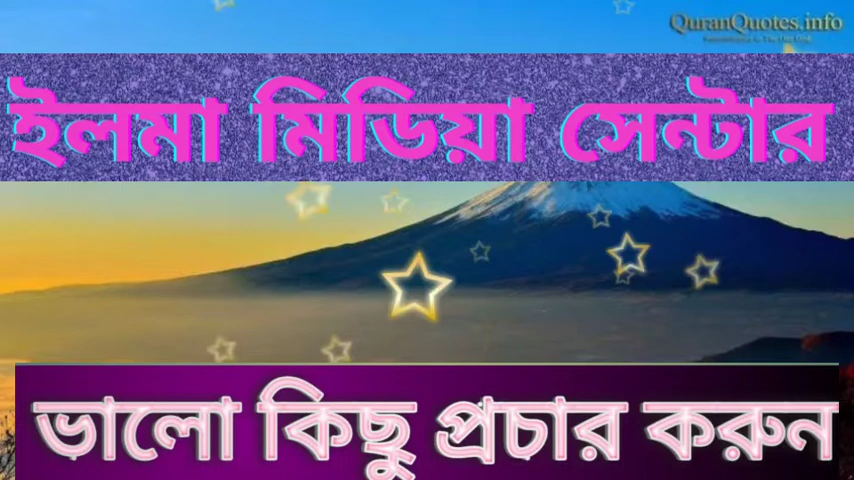 QuranQuotes.info
ইলমা মিডিয়া সেন্টার
ভালো কিছু প্রচার করুন